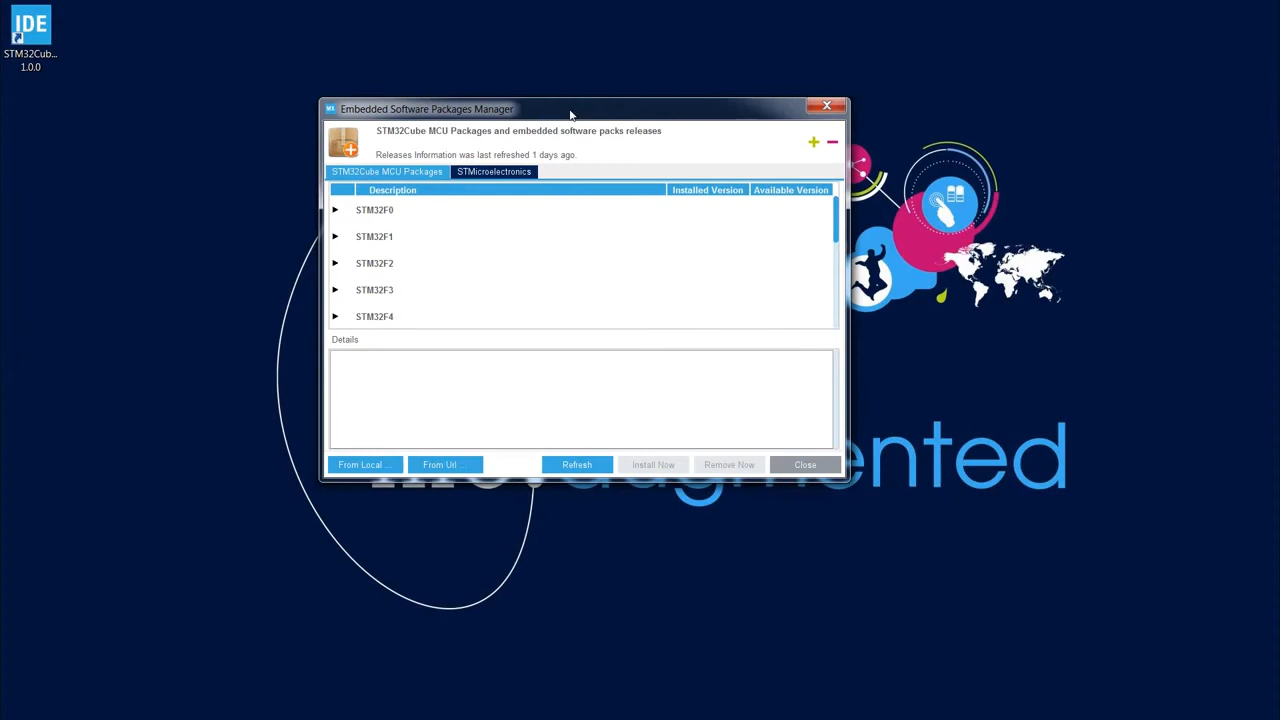 IDE
STM32Cub...
1.0.0
Embedded Software Packages Manager
STM32Cube MCU Packages and embedded software packs releases
Releases Information was last refreshed 1 days ago.
STM32Cube MCU Packages STMicroelectronics
Description Installed Version Available Version
STM32F0
STM32F1
STM32F2
STM32F3
STM32F4
Details
From Local ... From Url ... Refresh Install Now Remove Now Close